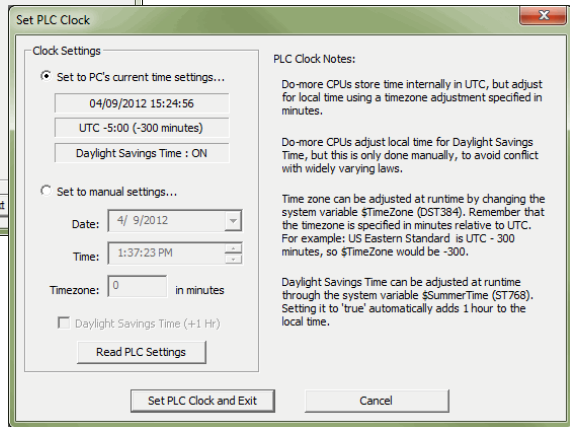 Set PLC Clock
Clock Settings
Set to PC's current time settings...
04/09/2012 15:24:56
UTC -5:00 (-300 minutes)
Daylight Savings Time : ON
Set to manual settings...
Date: 4/ 9/2012
Time: 1:37:23 PM
Timezone: 0 in minutes
Daylight Savings Time (+1 Hr)
Read PLC Settings
PLC Clock Notes:
Do-more CPUs store time internally in UTC, but adjust
for local time using a timezone adjustment specified in
minutes.
Do-more CPUs adjust local time for Daylight Savings
Time, but this is only done manually, to avoid conflict
with widely varying laws.
Time zone can be adjusted at runtime by changing the
system variable $TimeZone (DST384). Remember that
the timezone is specified in minutes relative to UTC.
For example: US Eastern Standard is UTC - 300
minutes, so $TimeZone would be -300.
Daylight Savings Time can be adjusted at runtime
through the system variable $SummerTime (ST768).
Setting it to 'true' automatically adds 1 hour to the
local time.
Set PLC Clock and Exit
Cancel